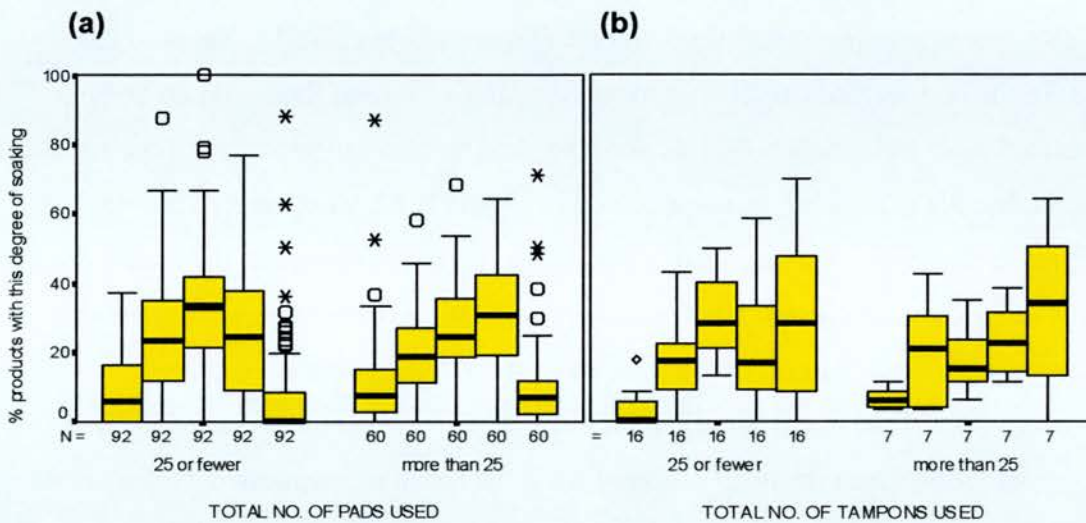 (a)
(b)
% products with this degree of soaking
100
80
60
40
20
0
N = 92 92 92 92 92 60 60 60 60 60
= 16 16 16 16 16 7 7 7 7 7
25 or fewer more than 25
25 or fewer more than 25
TOTAL NO. OF PADS USED
TOTAL NO. OF TAMPONS USED